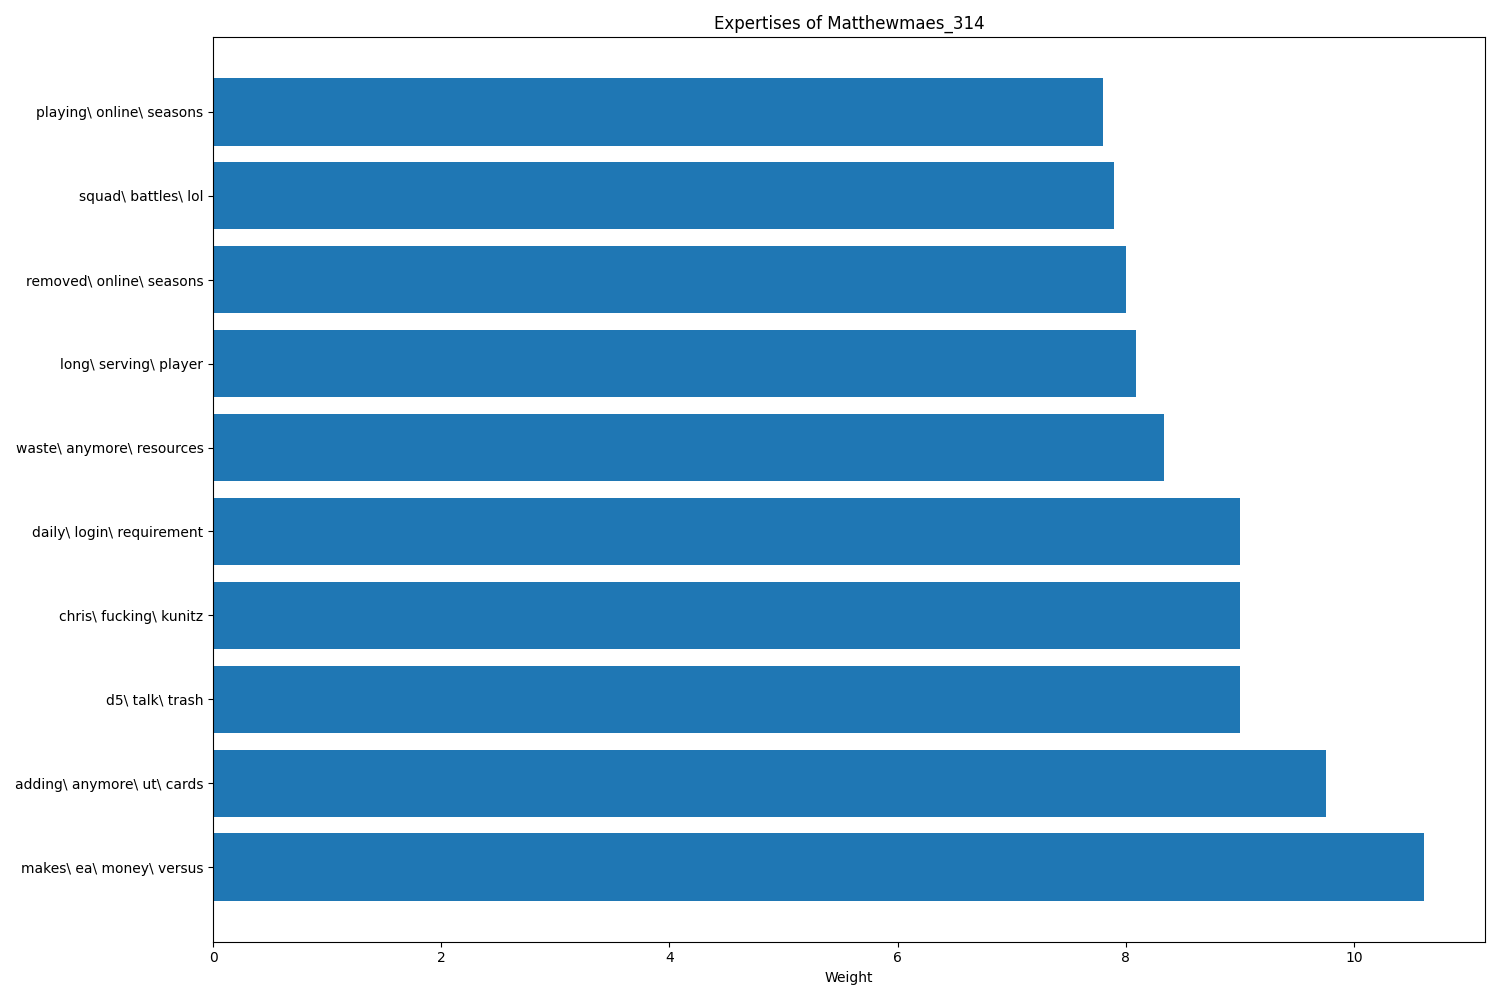 Expertises of Matthewmaes_314
playing\ online\ seasons
squad\ battles\ lol
removed\ online\ seasons
long\ serving\ player
waste\ anymore\ resources
daily\ login\ requirement
chris\ fucking\ kunitz
d5\ talk\ trash
adding\ anymore\ ut\ cards
makes\ ea\ money\ versus
0 2 4 6 8 10
Weight